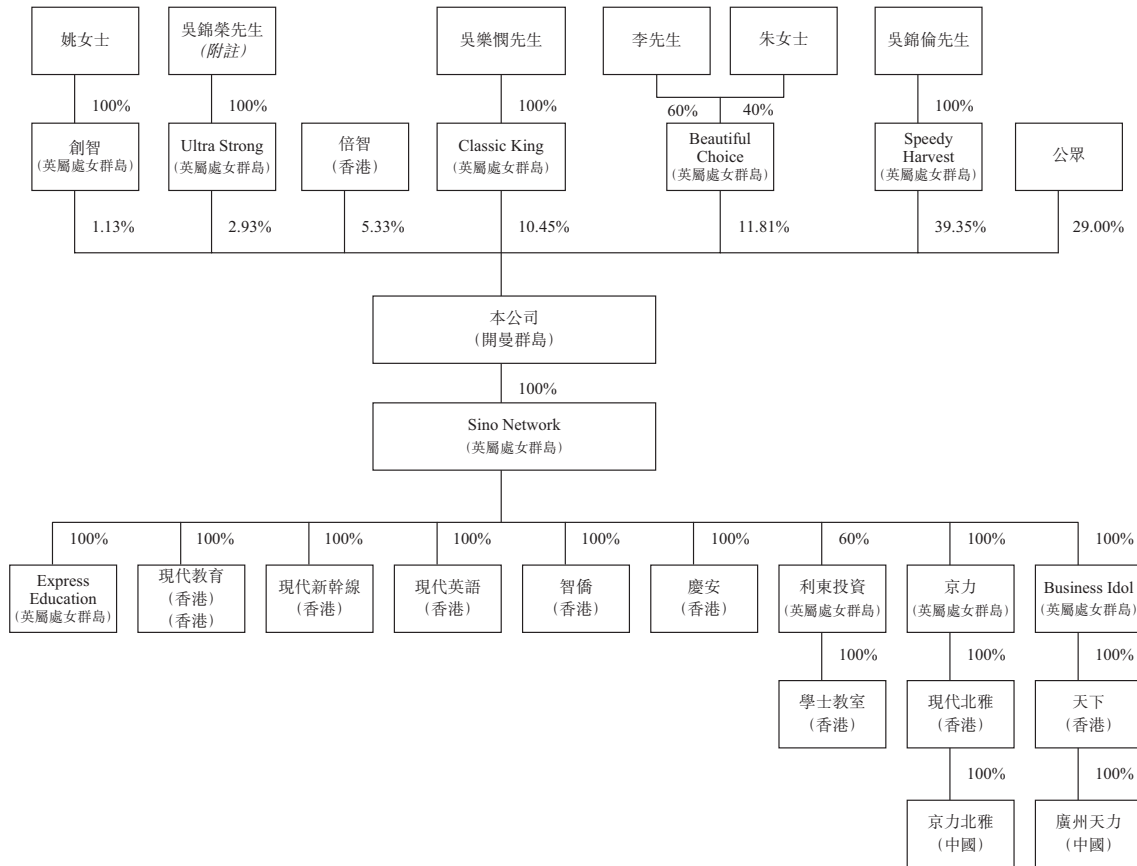 姚女士
吳錦榮先生
(附註)
吳樂憫先生
李先生
朱女士
吳錦倫先生
100%
100%
100%
60%
40%
100%
創智
(英屬處女群島)
Ultra Strong
(英屬處女群島)
倍智
(香港)
Classic King
(英屬處女群島)
Beautiful
Choice
(英屬處女群島)
Speedy
Harvest
(英屬處女群島)
公眾
1.13%
2.93%
5.33%
10.45%
11.81%
39.35%
29.00%
本公司
(開曼群島)
100%
Sino Network
(英屬處女群島)
100%
100%
100%
100%
100%
100%
60%
100%
100%
Express
Education
(英屬處女群島)
現代教育
(香港)
(香港)
現代新幹線
(香港)
現代英語
(香港)
智僑
(香港)
慶安
(香港)
利東投資
(英屬處女群島)
京力
(英屬處女群島)
Business Idol
(英屬處女群島)
100%
100%
100%
學士教室
(香港)
現代北雅
(香港)
天下
(香港)
100%
100%
京力北雅
(中國)
廣州天力
(中國)